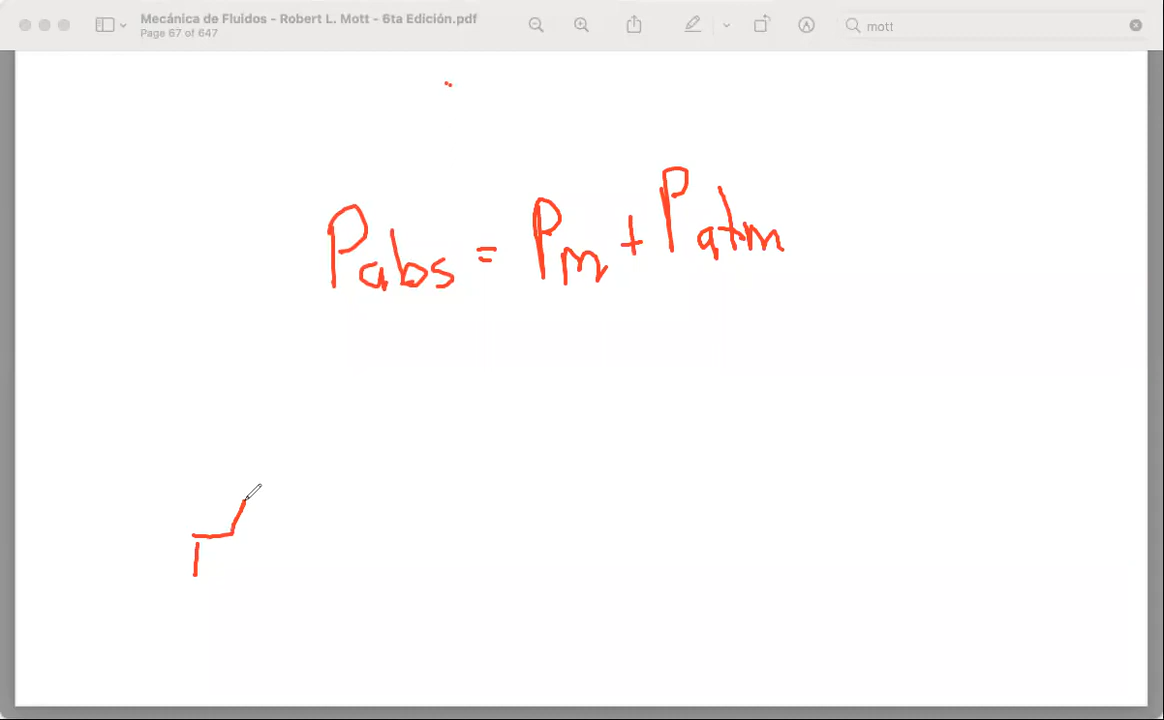 Mecánica de Fluidos - Robert L. Mott - 6ta Edición.pdf
Page 67 of 647
mott
Pabs = Pm + Patm